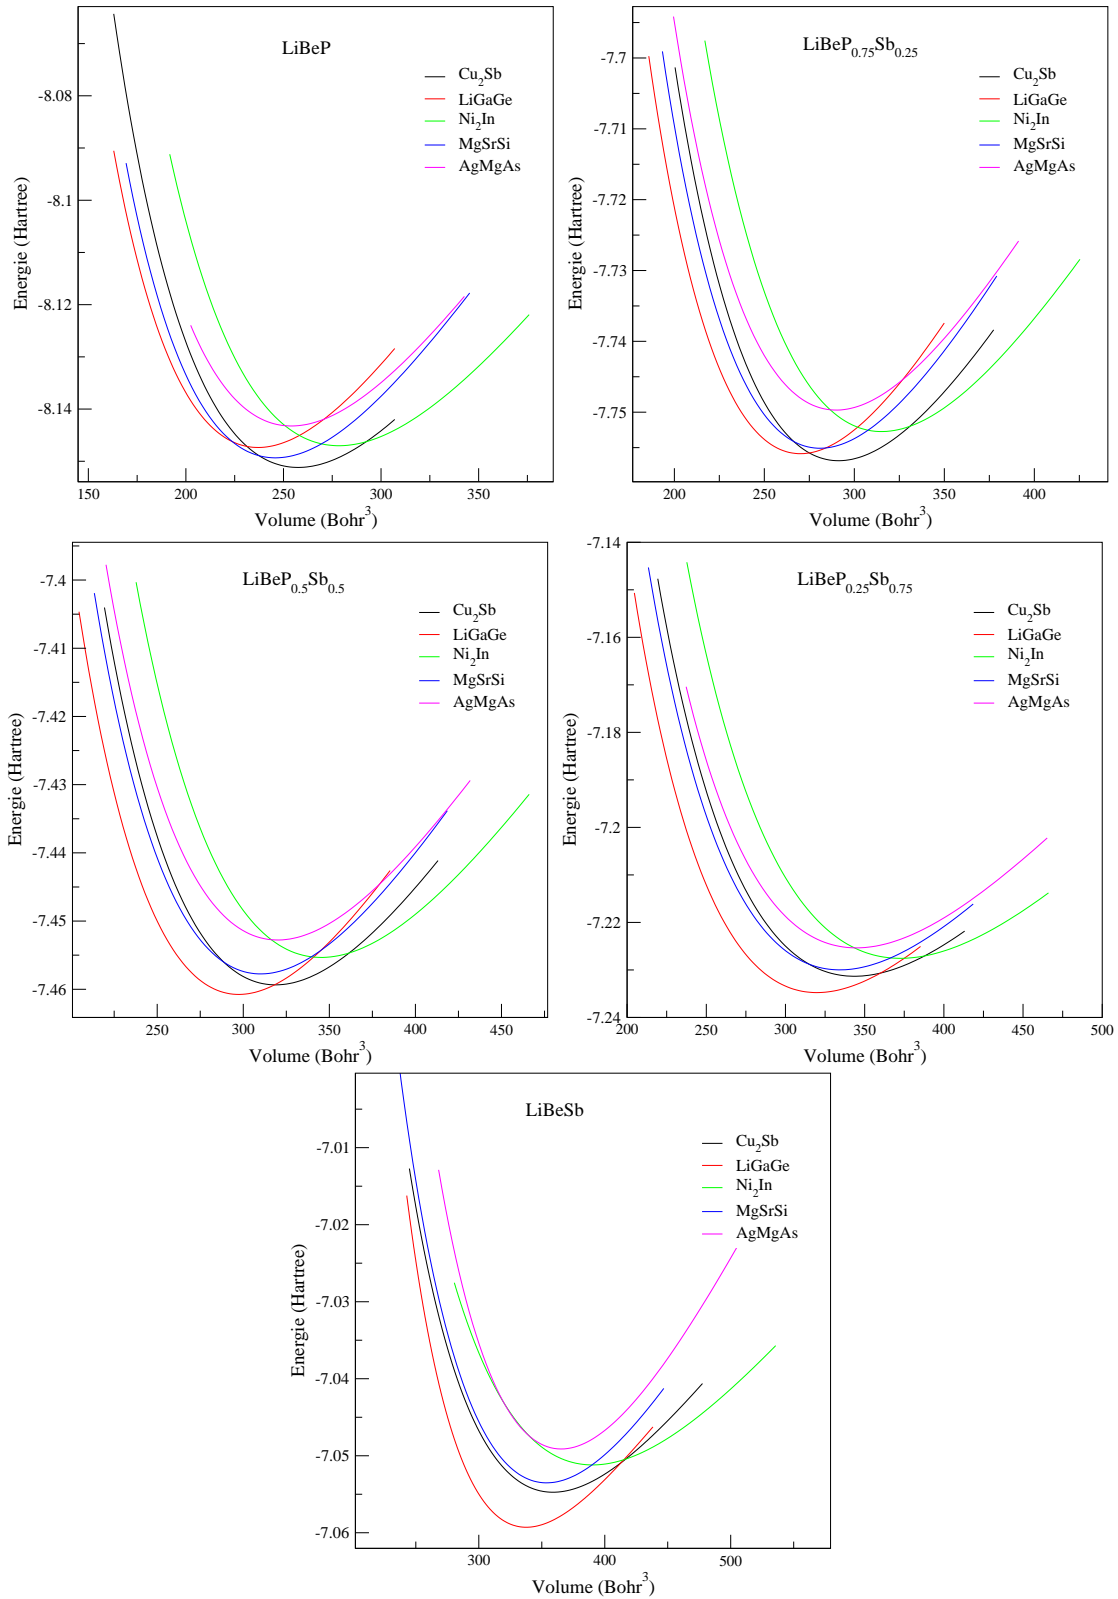 LiBeP
Cu2Sb
LiGaGe
Ni2In
MgSrSi
AgMgAs
-8.08
-8.1
-8.12
-8.14
150 200 250 300 350
Energie (Hartree)
Volume (Bohr3)
LiBeP0.75Sb0.25
Cu2Sb
LiGaGe
Ni2In
MgSrSi
AgMgAs
-7.7
-7.71
-7.72
-7.73
-7.74
-7.75
200 250 300 350 400
Energie (Hartree)
Volume (Bohr3)
LiBeP0.5Sb0.5
Cu2Sb
LiGaGe
Ni2In
MgSrSi
AgMgAs
-7.4
-7.41
-7.42
-7.43
-7.44
-7.45
-7.46
250 300 350 400 450
Energie (Hartree)
Volume (Bohr3)
LiBeP0.25Sb0.75
Cu2Sb
LiGaGe
Ni2In
MgSrSi
AgMgAs
-7.14
-7.16
-7.18
-7.2
-7.22
-7.24
200 250 300 350 400 450 500
Energie (Hartree)
Volume (Bohr3)
LiBeSb
Cu2Sb
LiGaGe
Ni2In
MgSrSi
AgMgAs
-7.01
-7.02
-7.03
-7.04
-7.05
-7.06
300 400 500
Energie (Hartree)
Volume (Bohr3)